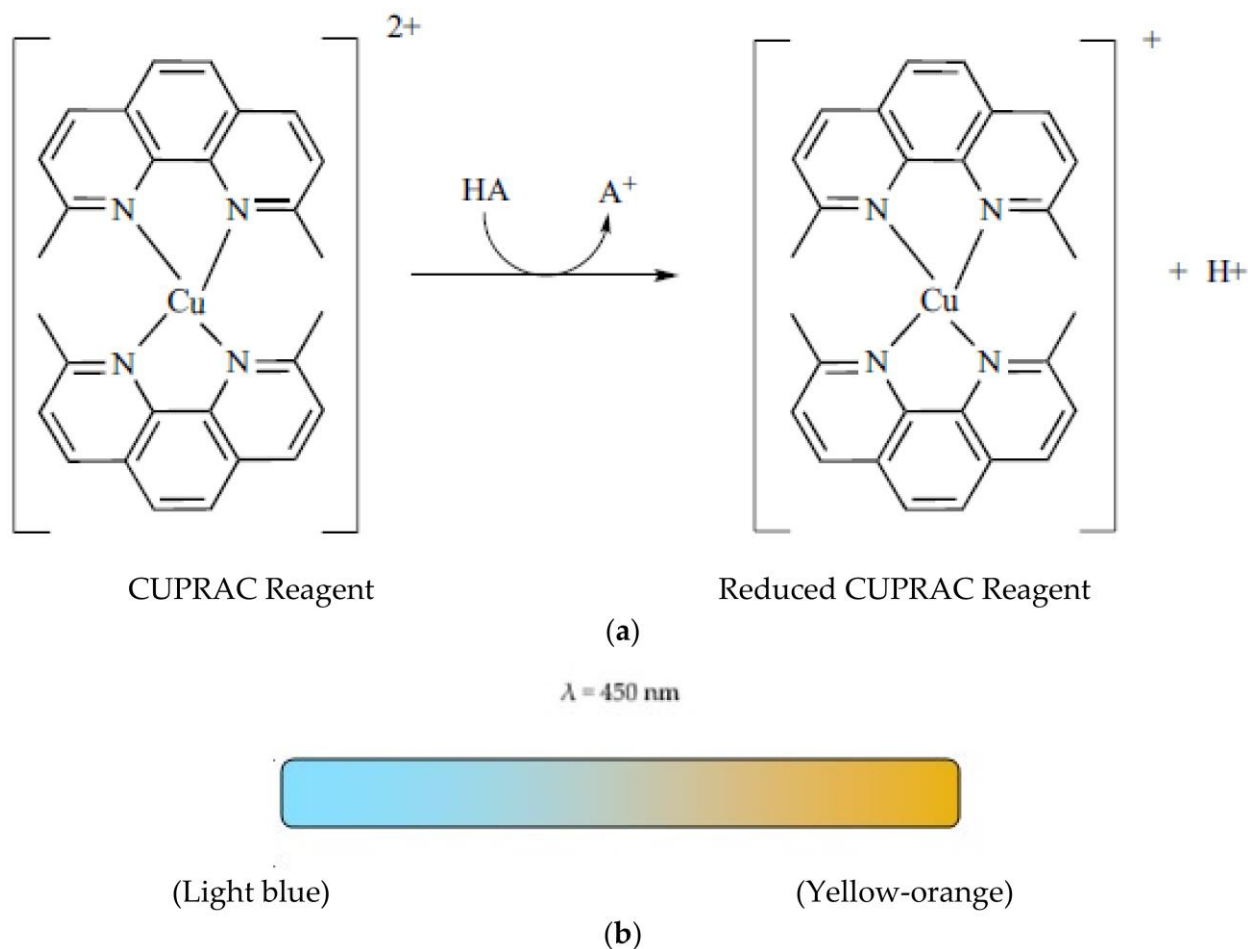 2+
+
N N
N N
HA A⁺
Cu
Cu
+ H+
N N
N N
CUPRAC Reagent
Reduced CUPRAC Reagent
(a)
λ = 450 nm
(Light blue)
(Yellow-orange)
(b)